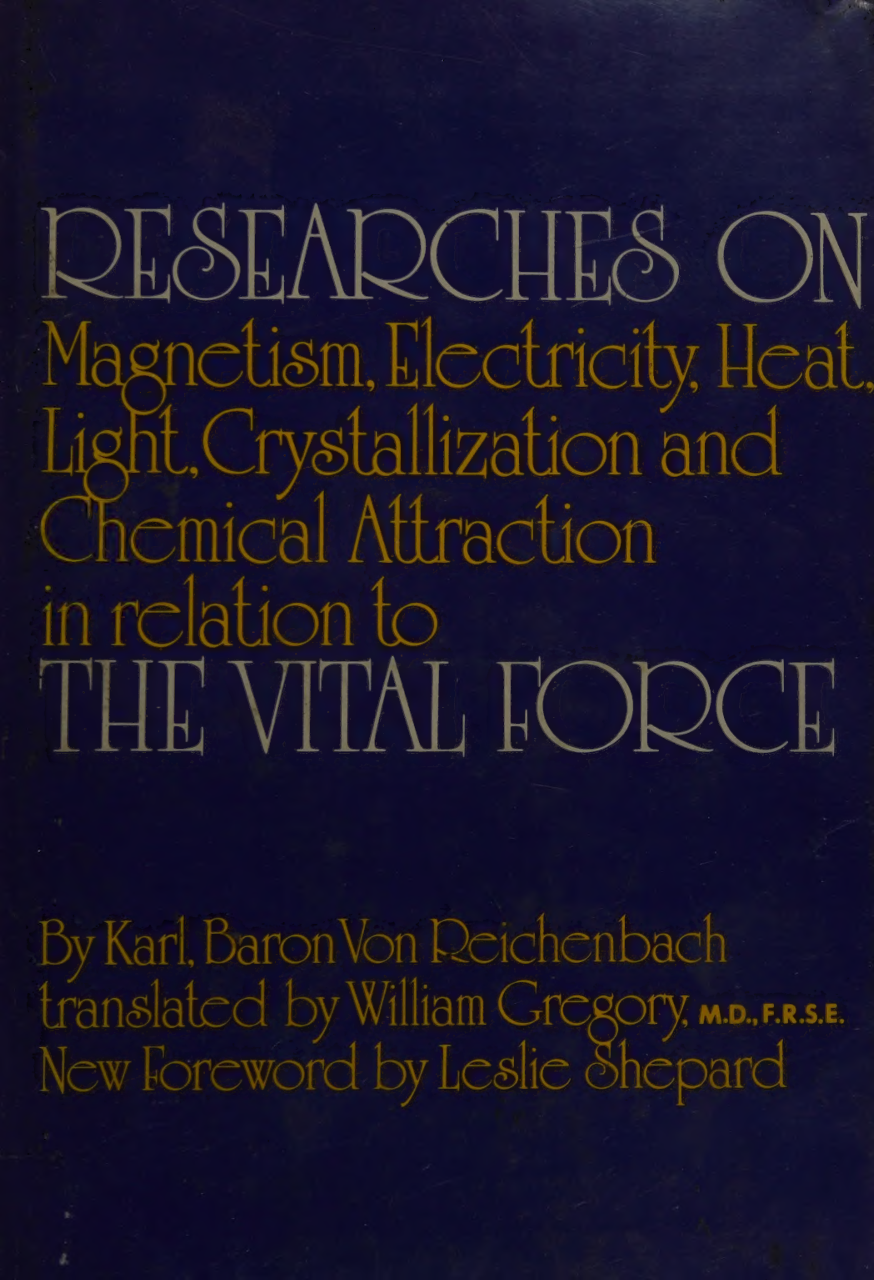 RESEARCHES ON
Magnetism, Electricity, Heat,
Light, Crystallization and
Chemical Attraction
in relation to
THE VITAL FORCE
By Karl, Baron Von Reichenbach
translated by William Gregory, M.D., F.R.S.E.
New Foreword by Leslie Shepard